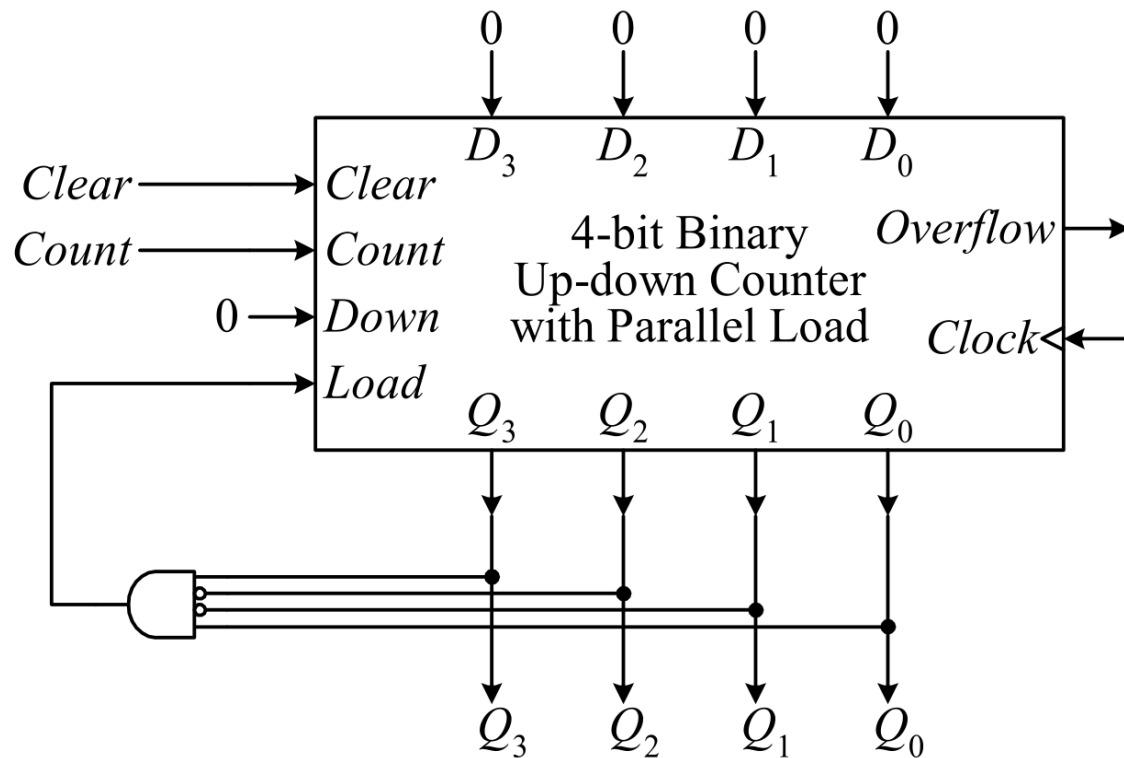 0 0 0 0
D₃ D₂ D₁ D₀
Clear Clear
Count Count
4-bit Binary
Up-down Counter
with Parallel Load
Overflow
0 Down
Clock
Load
Q₃ Q₂ Q₁ Q₀
Q₃ Q₂ Q₁ Q₀